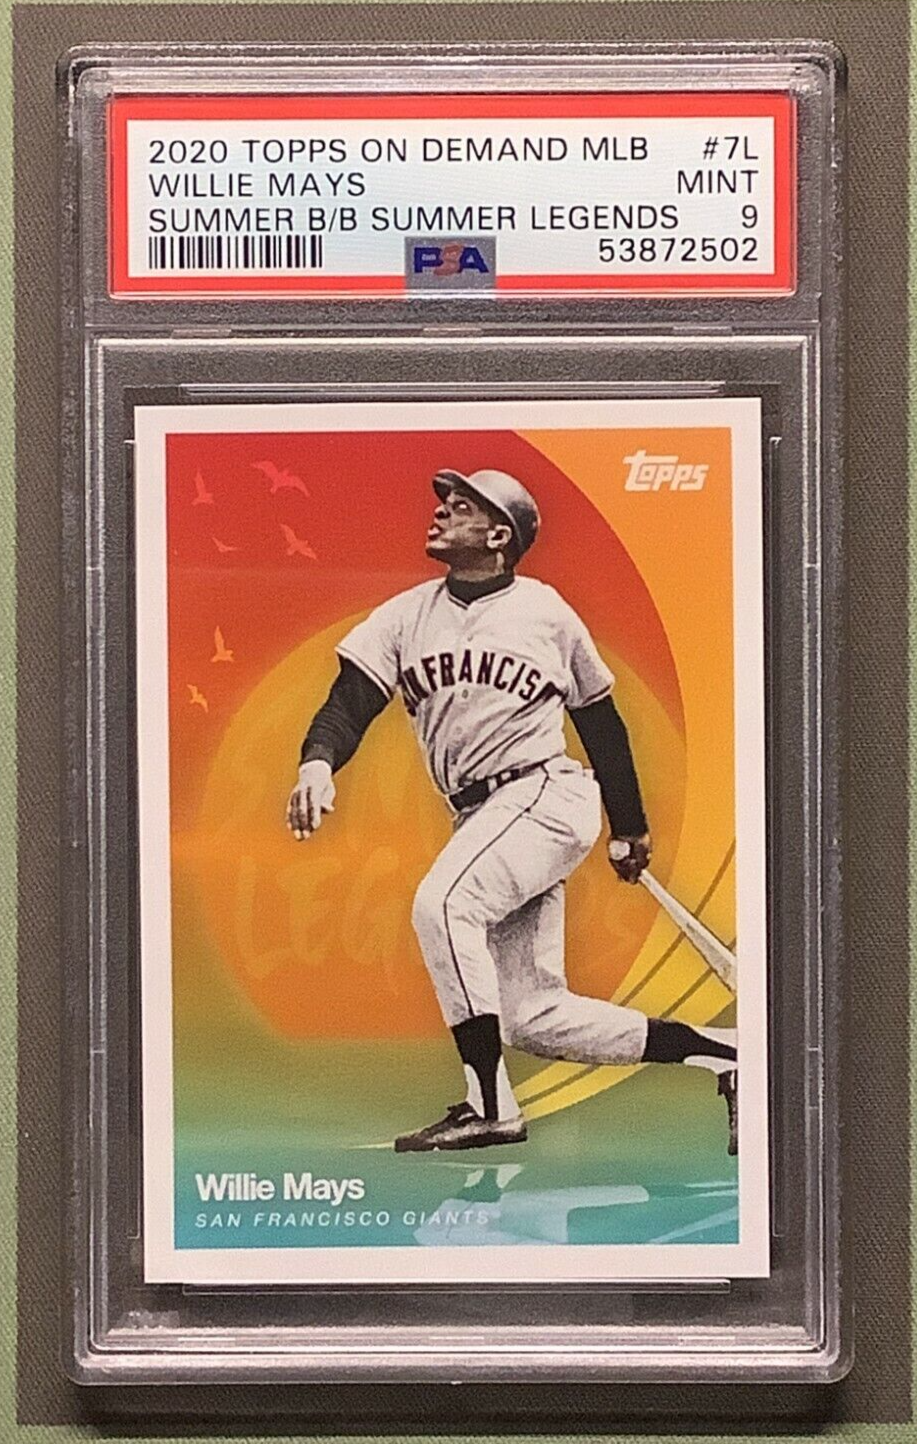 2020 TOPPS ON DEMAND MLB #7L
WILLIE MAYS MINT
SUMMER B/B SUMMER LEGENDS 9
PSA 53872502
topps
SAN FRANCISCO
LEGENDS
Willie Mays
SAN FRANCISCO GIANTS